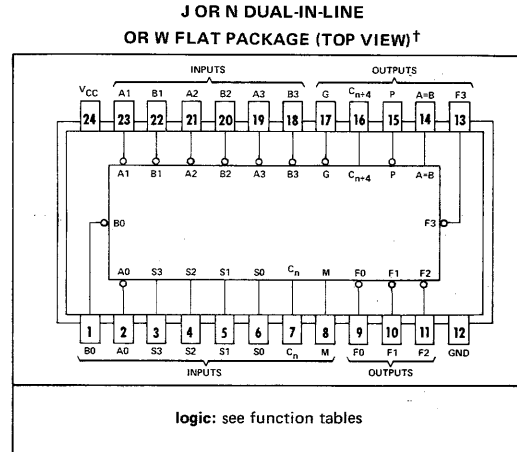 J OR N DUAL-IN-LINE
OR W FLAT PACKAGE (TOP VIEW)†
INPUTS OUTPUTS
VCC A1 B1 A2 B2 A3 B3 G Cn+4 P A=B F3
24 23 22 21 20 19 18 17 16 15 14 13
A1 B1 A2 B2 A3 B3 G Cn+4 P A=B
B0 F3
A0 S3 S2 S1 S0 Cn M F0 F1 F2
1 2 3 4 5 6 7 8 9 10 11 12
B0 A0 S3 S2 S1 S0 Cn M F0 F1 F2 GND
INPUTS OUTPUTS
logic: see function tables